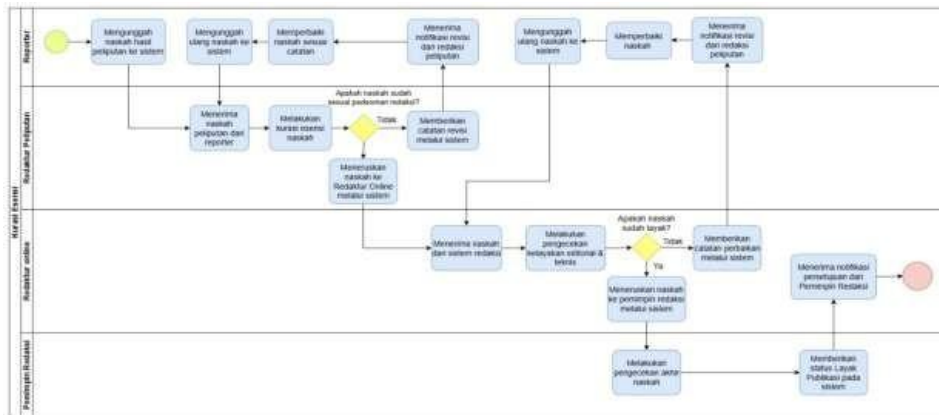 Kurasi Esensi
Reporter
Mengunggah
naskah hasil
peliputan ke sistem
Mengunggah
ulang naskah ke
sistem
Memperbaiki
naskah sesuai
catatan
Menerima
notifikasi revisi
dari redaksi
peliputan
Mengunggah
ulang naskah ke
sistem
Memperbaiki
naskah
Menerima
notifikasi revisi
dari redaksi
peliputan
Redaktur Peliputan
Menerima
naskah
peliputan dari
reporter
Melakukan
kurasi esensi
naskah
Apakah naskah sudah
sesuai pedoman redaksi?
Tidak
Memberikan
catatan revisi
melalui sistem
Meneruskan
naskah ke
Redaktur Online
melalui sistem
Redaktur online
Menerima naskah
dari sistem redaksi
Melakukan
pengecekan
kelayakan editorial &
teknis
Apakah naskah
sudah layak?
Tidak
Memberikan
catatan perbaikan
melalui sistem
Ya
Meneruskan naskah
ke pemimpin redaksi
melalui sistem
Menerima notifikasi
persetujuan dari
Pemimpin Redaksi
Pemimpin Redaksi
Melakukan
pengecekan akhir
naskah
Memberikan
status Layak
Publikasi pada
sistem